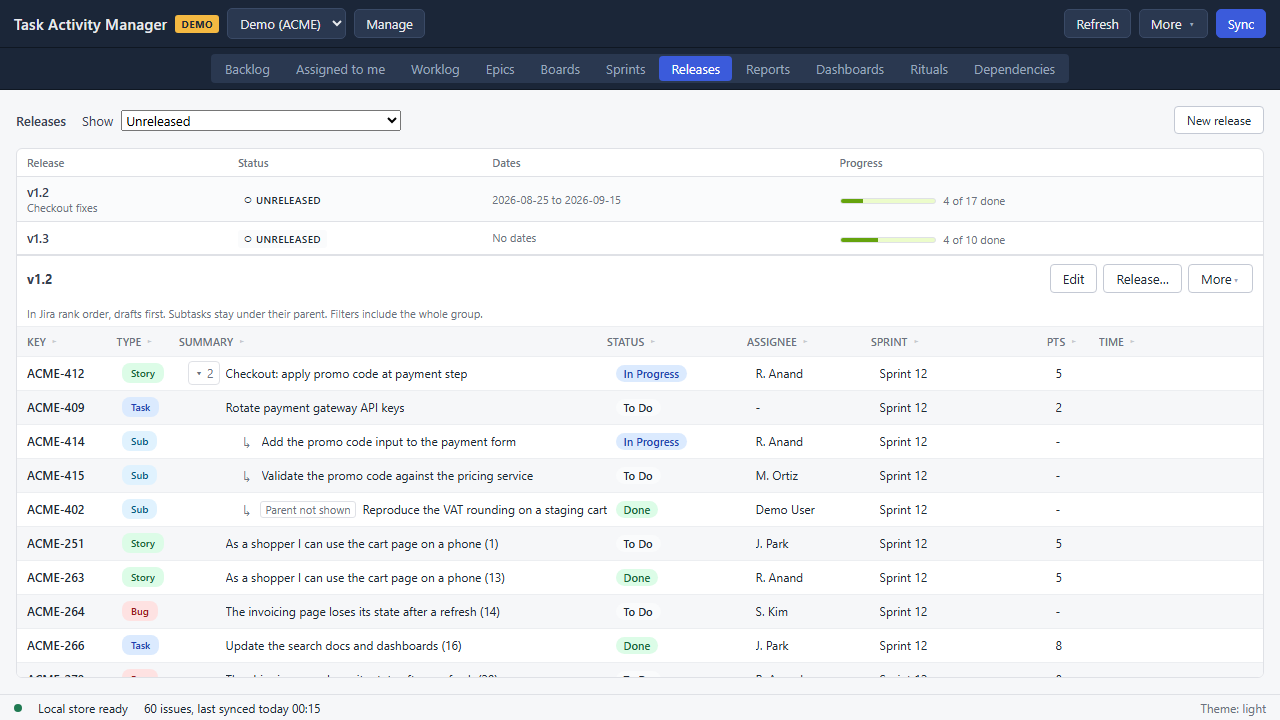 Task Activity Manager DEMO Demo (ACME) Manage Refresh More Sync
Backlog Assigned to me Worklog Epics Boards Sprints Releases Reports Dashboards Rituals Dependencies
Releases Show Unreleased New release
Release Status Dates Progress
v1.2 UNRELEASED 2026-08-25 to 2026-09-15 4 of 17 done
Checkout fixes
v1.3 UNRELEASED No dates 4 of 10 done
v1.2 Edit Release... More
In Jira rank order, drafts first. Subtasks stay under their parent. Filters include the whole group.
KEY TYPE SUMMARY STATUS ASSIGNEE SPRINT PTS TIME
ACME-412 Story 2 Checkout: apply promo code at payment step In Progress R. Anand Sprint 12 5
ACME-409 Task Rotate payment gateway API keys To Do - Sprint 12 2
ACME-414 Sub Add the promo code input to the payment form In Progress R. Anand Sprint 12 -
ACME-415 Sub Validate the promo code against the pricing service To Do M. Ortiz Sprint 12 -
ACME-402 Sub Parent not shown Reproduce the VAT rounding on a staging cart Done Demo User Sprint 12 -
ACME-251 Story As a shopper I can use the cart page on a phone (1) To Do J. Park Sprint 12 5
ACME-263 Story As a shopper I can use the cart page on a phone (13) Done R. Anand Sprint 12 5
ACME-264 Bug The invoicing page loses its state after a refresh (14) To Do S. Kim Sprint 12 -
ACME-266 Task Update the search docs and dashboards (16) Done J. Park Sprint 12 8
Local store ready 60 issues, last synced today 00:15 Theme: light